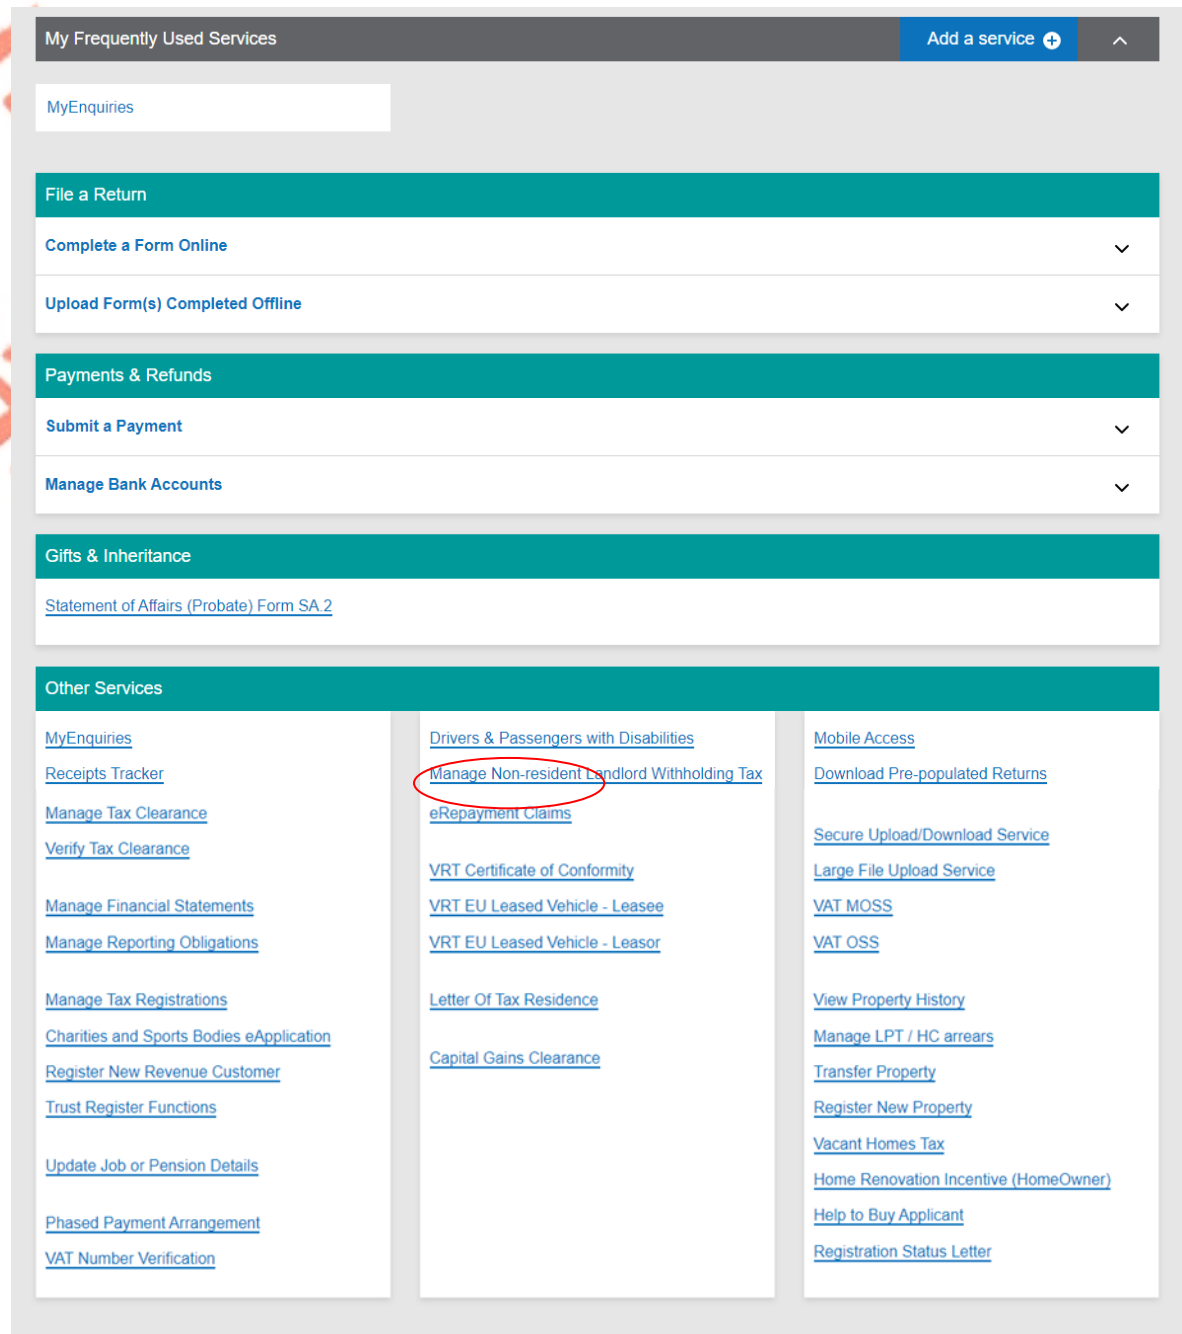 My Frequently Used Services
Add a service
MyEnquiries
File a Return
Complete a Form Online
Upload Form(s) Completed Offline
Payments & Refunds
Submit a Payment
Manage Bank Accounts
Gifts & Inheritance
Statement of Affairs (Probate) Form SA.2
Other Services
MyEnquiries
Receipts Tracker
Manage Tax Clearance
Verify Tax Clearance
Manage Financial Statements
Manage Reporting Obligations
Manage Tax Registrations
Charities and Sports Bodies eApplication
Register New Revenue Customer
Trust Register Functions
Update Job or Pension Details
Phased Payment Arrangement
VAT Number Verification
Drivers & Passengers with Disabilities
Manage Non-resident Landlord Withholding Tax
eRepayment Claims
VRT Certificate of Conformity
VRT EU Leased Vehicle - Leasee
VRT EU Leased Vehicle - Leasor
Letter Of Tax Residence
Capital Gains Clearance
Mobile Access
Download Pre-populated Returns
Secure Upload/Download Service
Large File Upload Service
VAT MOSS
VAT OSS
View Property History
Manage LPT / HC arrears
Transfer Property
Register New Property
Vacant Homes Tax
Home Renovation Incentive (HomeOwner)
Help to Buy Applicant
Registration Status Letter